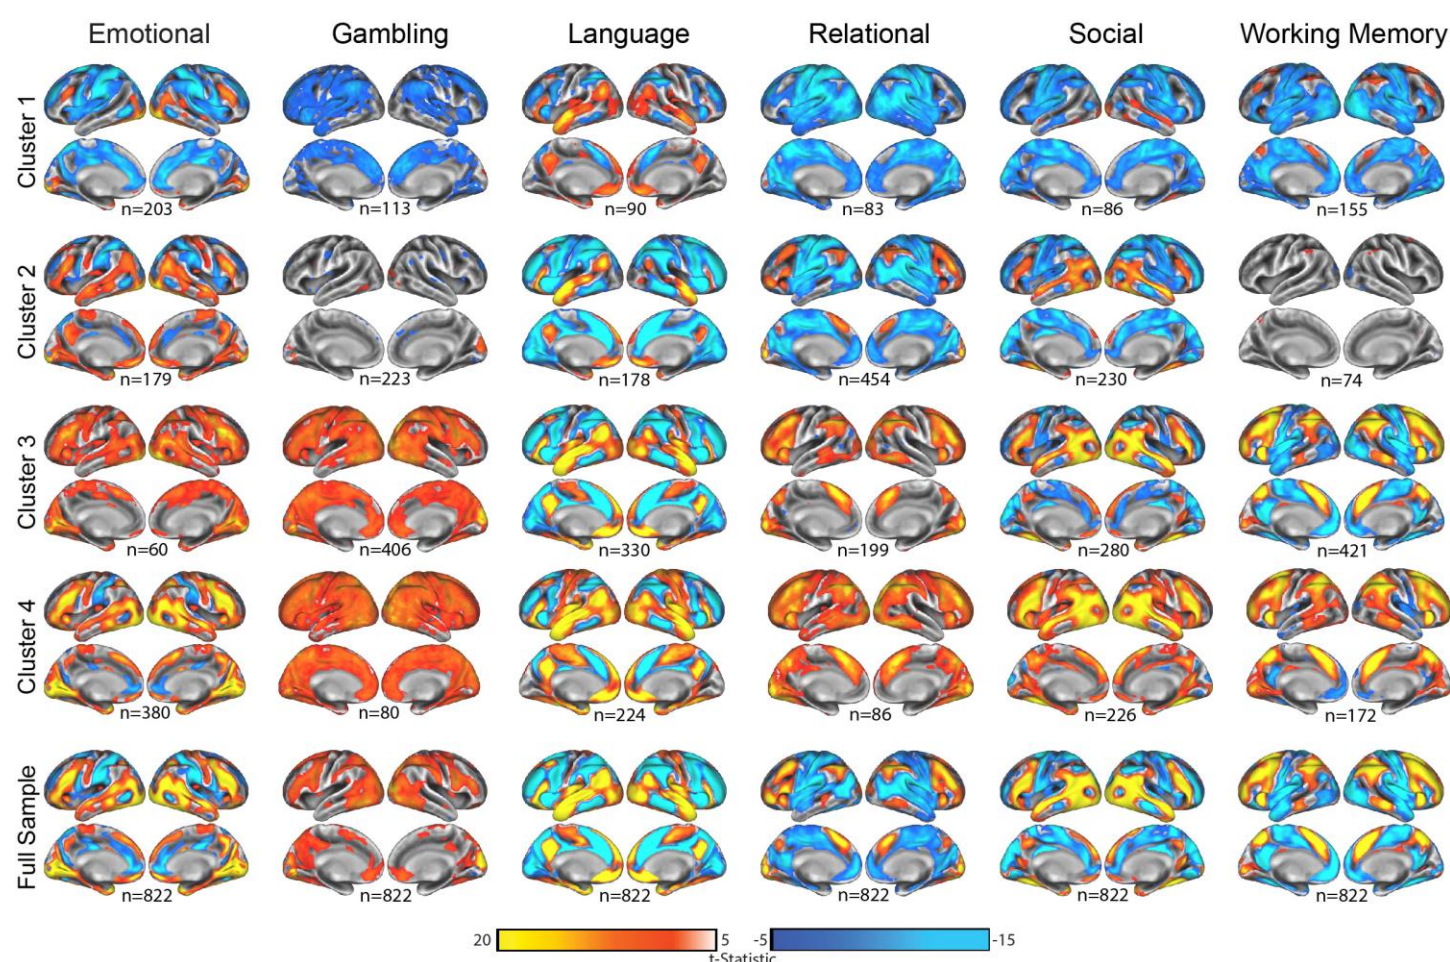 Emotional Gambling Language Relational Social Working Memory
Cluster 1
n=203 n=113 n=90 n=83 n=86 n=155
Cluster 2
n=179 n=223 n=178 n=454 n=230 n=74
Cluster 3
n=60 n=406 n=330 n=199 n=280 n=421
Cluster 4
n=380 n=80 n=224 n=86 n=226 n=172
Full Sample
n=822 n=822 n=822 n=822 n=822 n=822
20 5 -5 -15
t-Statistic